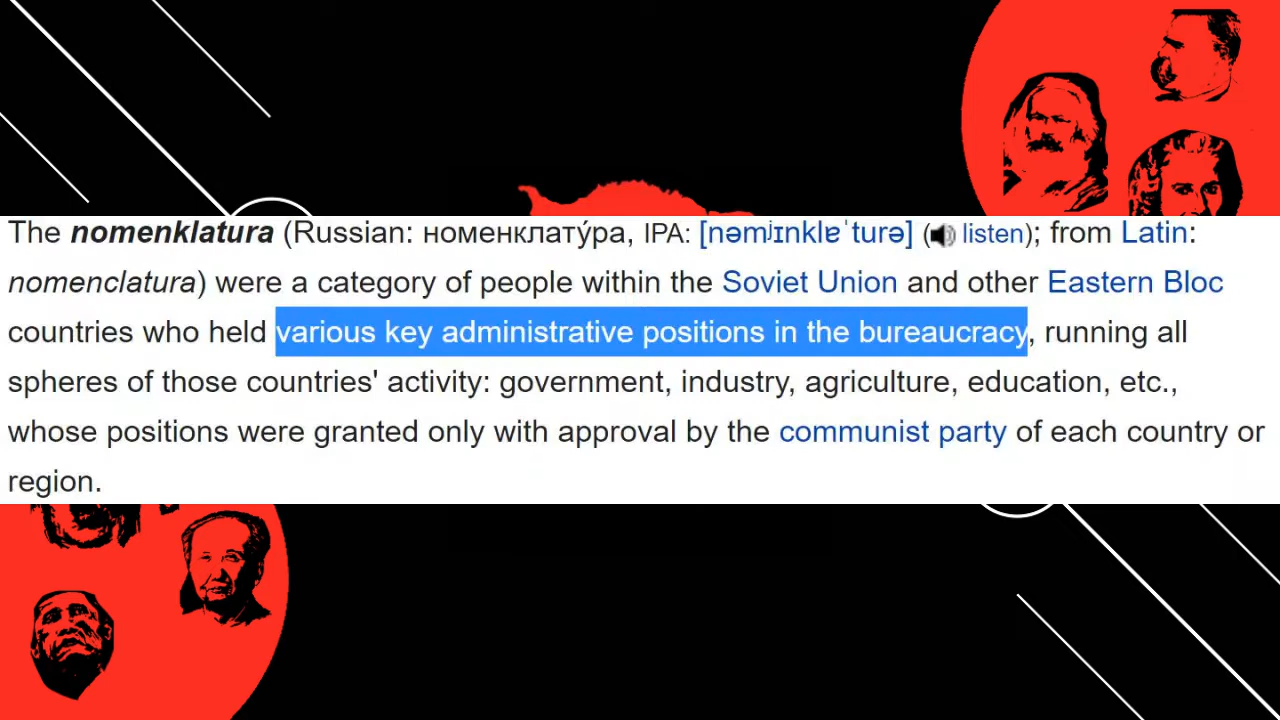 The nomenklatura (Russian: номенклату́ра, IPA: [nəmʲɪnklɐˈturə] (listen); from Latin:
nomenclatura) were a category of people within the Soviet Union and other Eastern Bloc
countries who held various key administrative positions in the bureaucracy, running all
spheres of those countries' activity: government, industry, agriculture, education, etc.,
whose positions were granted only with approval by the communist party of each country or
region.